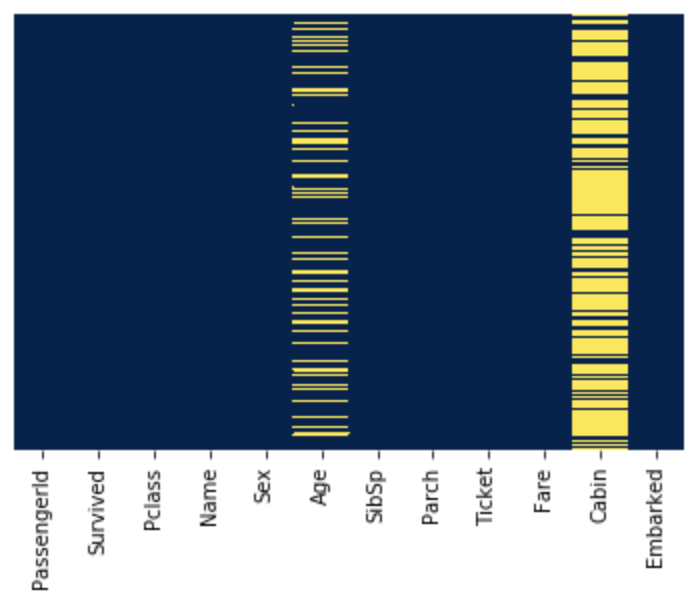 PassengerId
Survived
Pclass
Name
Sex
Age
SibSp
Parch
Ticket
Fare
Cabin
Embarked